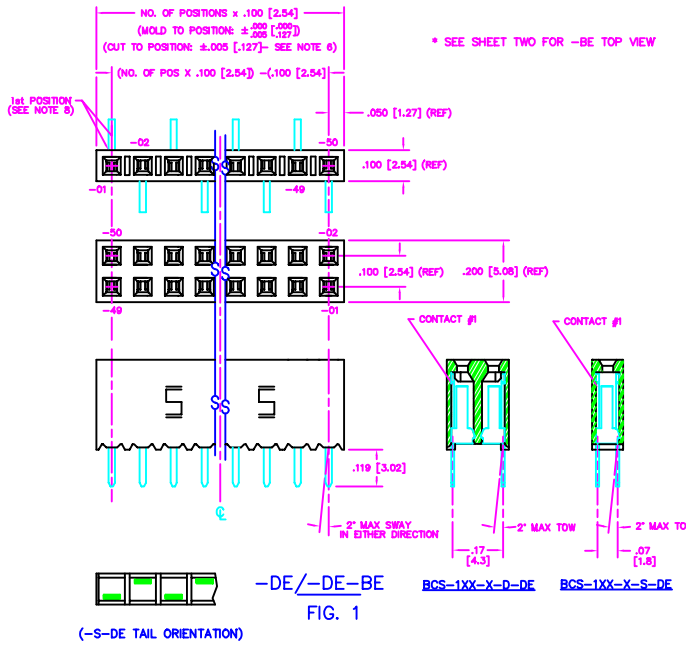 NO. OF POSITIONS x .100 [2.54]
(MOLD TO POSITION: ±.000 [.000] .005 [.127])
(CUT TO POSITION: ±.005 [.127]- SEE NOTE 6)
* SEE SHEET TWO FOR -BE TOP VIEW
(NO. OF POS X .100 [2.54]) -(.100 [2.54]
1st POSITION
(SEE NOTE 8)
.050 [1.27] (REF)
-02
-50
.100 [2.54] (REF)
S
S
-01
-49
-50
-02
.100 [2.54] (REF)
.200 [5.08] (REF)
S
S
-49
-01
CONTACT #1
CONTACT #1
S
S
S
S
.119 [3.02]
2° MAX SWAY
IN EITHER DIRECTION
2° MAX TOW
2° MAX TO
.17
[4.3]
.07
[1.8]
-DE/-DE-BE
BCS-1XX-X-D-DE
BCS-1XX-X-S-DE
FIG. 1
(-S-DE TAIL ORIENTATION)